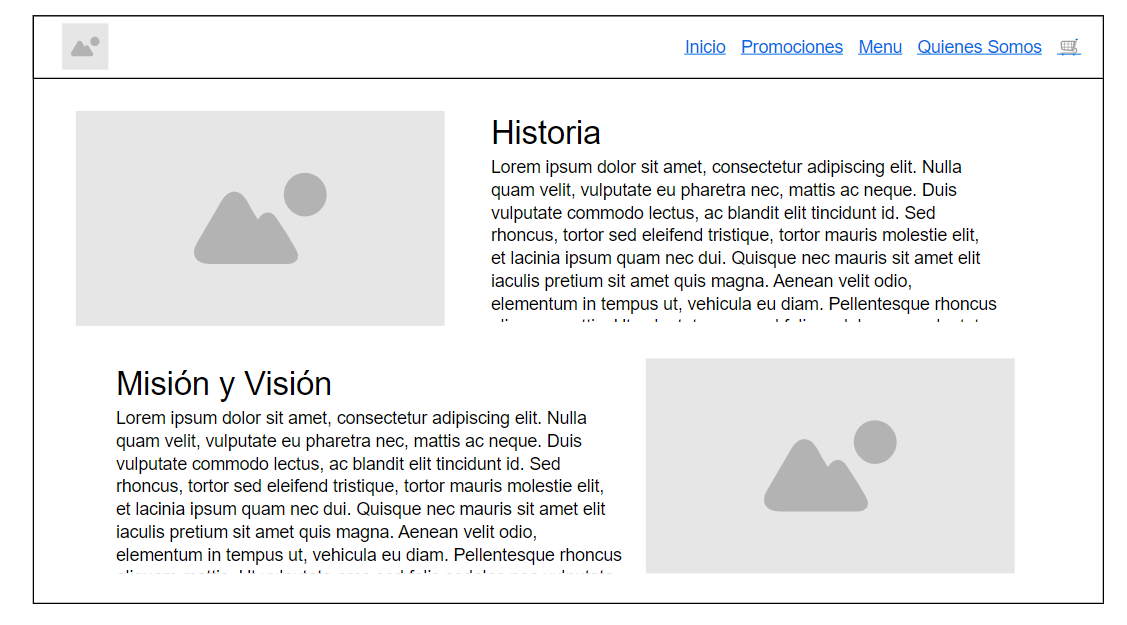 Inicio Promociones Menu Quienes Somos
Historia
Lorem ipsum dolor sit amet, consectetur adipiscing elit. Nulla
quam velit, vulputate eu pharetra nec, mattis ac neque. Duis
vulputate commodo lectus, ac blandit elit tincidunt id. Sed
rhoncus, tortor sed eleifend tristique, tortor mauris molestie elit,
et lacinia ipsum quam nec dui. Quisque nec mauris sit amet elit
iaculis pretium sit amet quis magna. Aenean velit odio,
elementum in tempus ut, vehicula eu diam. Pellentesque rhoncus
Misión y Visión
Lorem ipsum dolor sit amet, consectetur adipiscing elit. Nulla
quam velit, vulputate eu pharetra nec, mattis ac neque. Duis
vulputate commodo lectus, ac blandit elit tincidunt id. Sed
rhoncus, tortor sed eleifend tristique, tortor mauris molestie elit,
et lacinia ipsum quam nec dui. Quisque nec mauris sit amet elit
iaculis pretium sit amet quis magna. Aenean velit odio,
elementum in tempus ut, vehicula eu diam. Pellentesque rhoncus